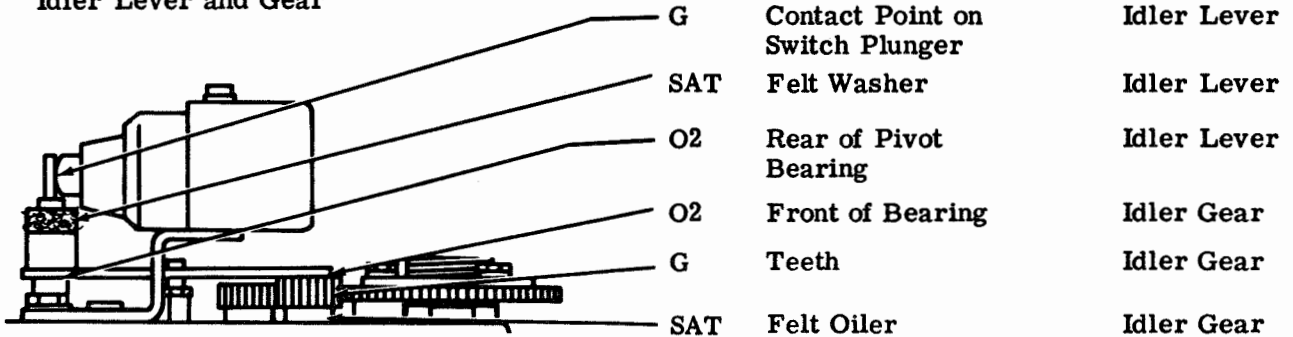 Idler Lever and Gear
G Contact Point on Idler Lever
Switch Plunger
SAT Felt Washer Idler Lever
O2 Rear of Pivot Idler Lever
Bearing
O2 Front of Bearing Idler Gear
G Teeth Idler Gear
SAT Felt Oiler Idler Gear